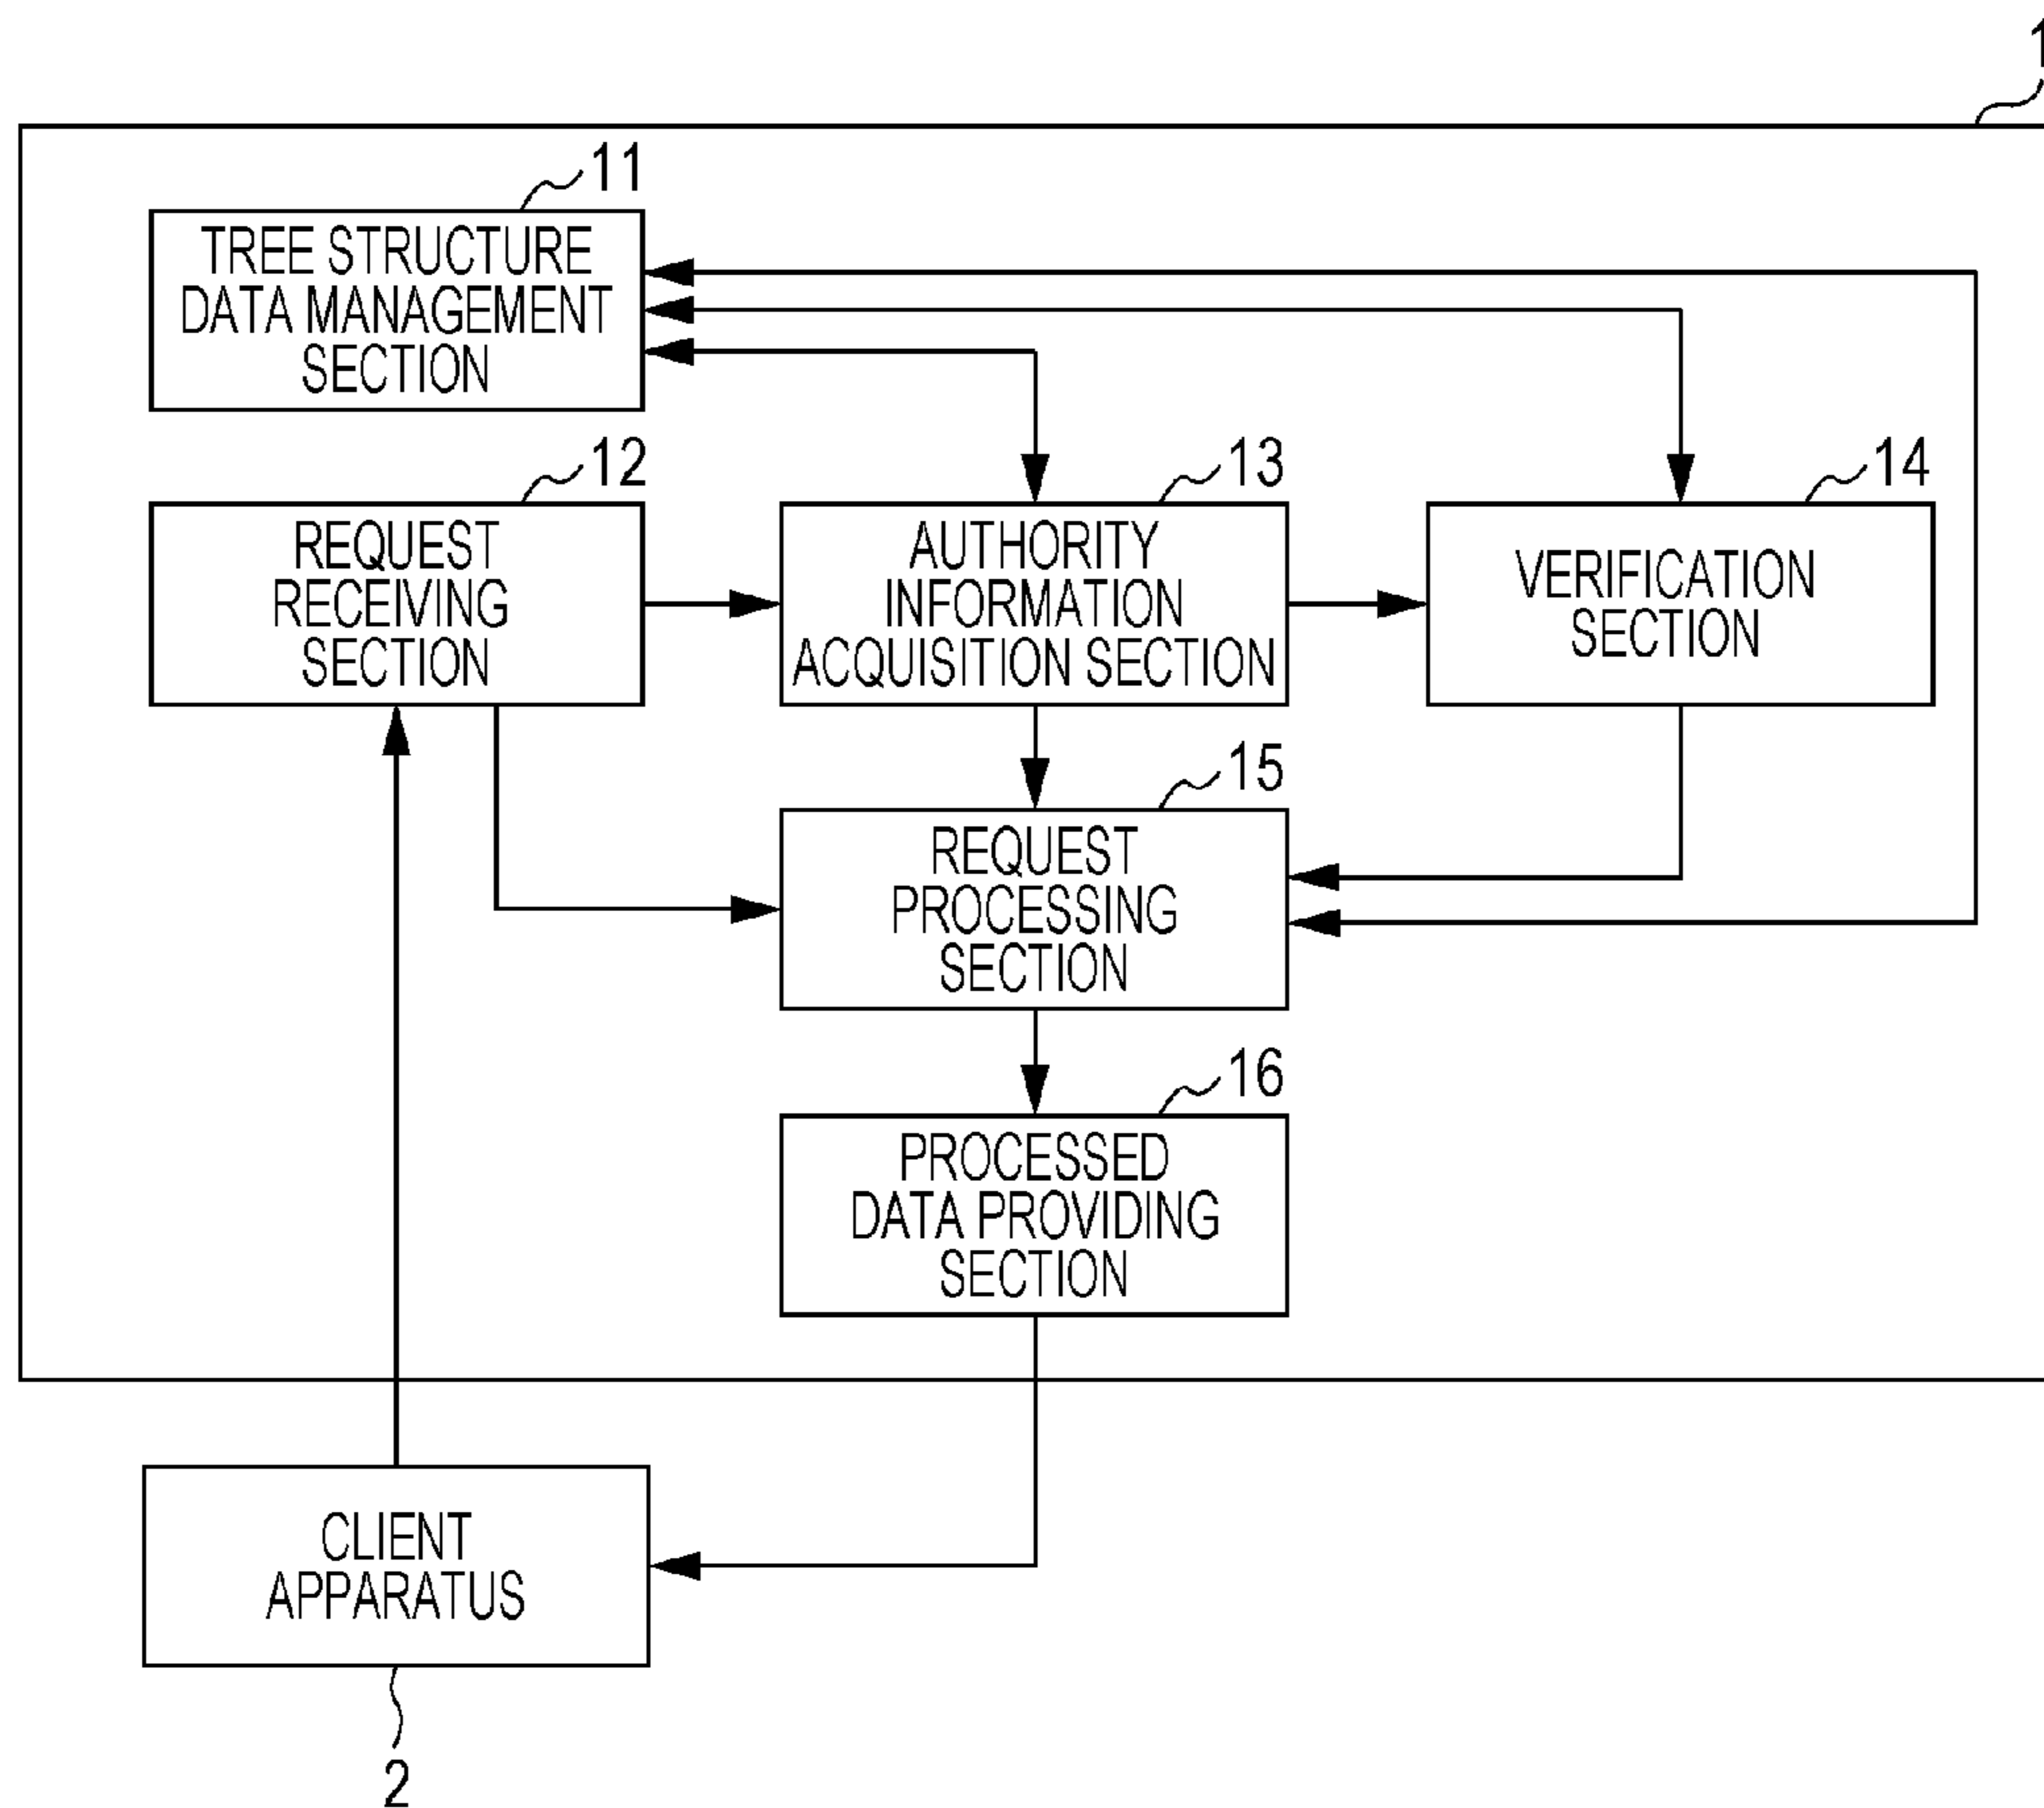 1
11
TREE STRUCTURE
DATA MANAGEMENT
SECTION
12
REQUEST
RECEIVING
SECTION
13
AUTHORITY
INFORMATION
ACQUISITION SECTION
14
VERIFICATION
SECTION
15
REQUEST
PROCESSING
SECTION
16
PROCESSED
DATA PROVIDING
SECTION
CLIENT
APPARATUS
2